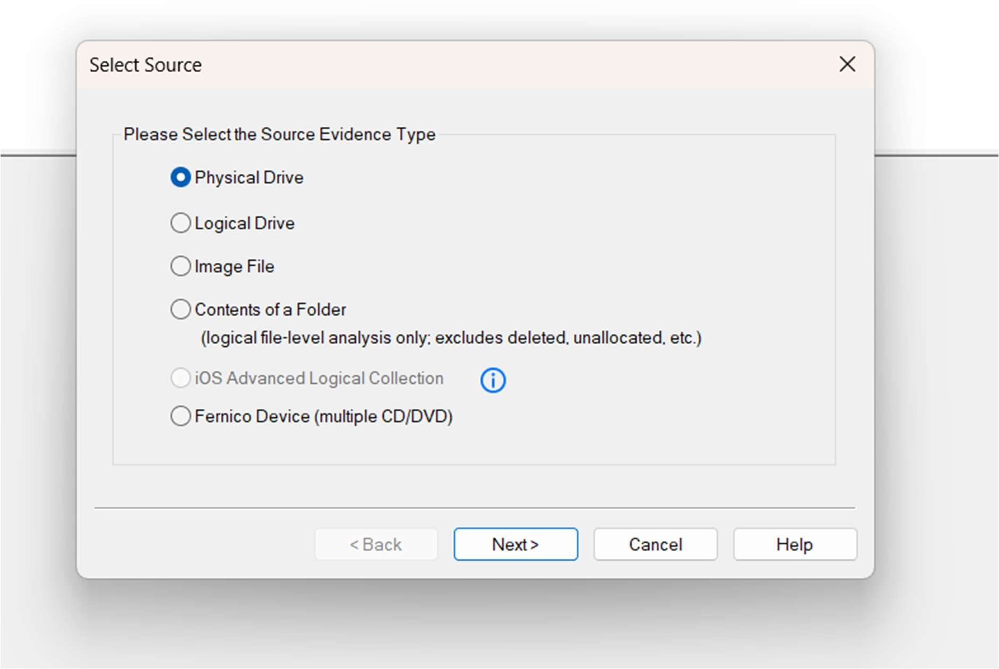 Select Source
Please Select the Source Evidence Type
Physical Drive
Logical Drive
Image File
Contents of a Folder
(logical file-level analysis only; excludes deleted, unallocated, etc.)
iOS Advanced Logical Collection
Fernico Device (multiple CD/DVD)
< Back Next > Cancel Help